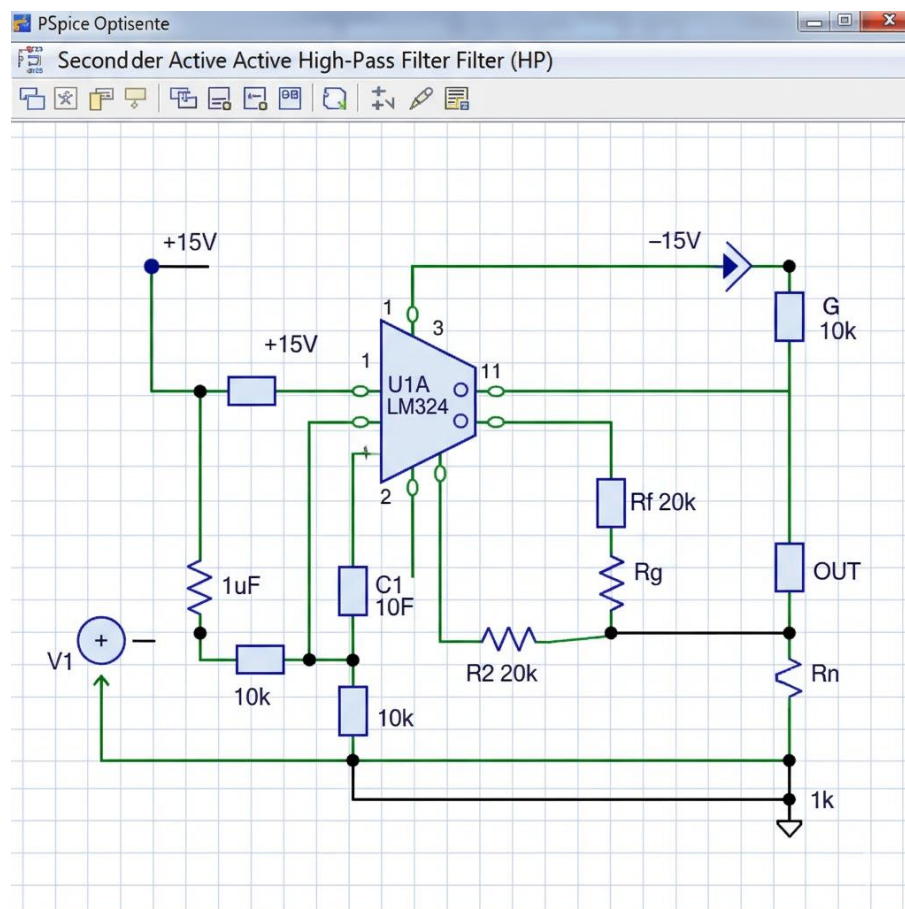 PSpice Optisente
Secondder Active Active High-Pass Filter Filter (HP)
+15V
−15V
1
3
G
10k
+15V
1
11
U1A
LM324
2
Rf 20k
1uF
C1
10F
Rg
OUT
+
V1
R2 20k
Rn
10k
10k
1k